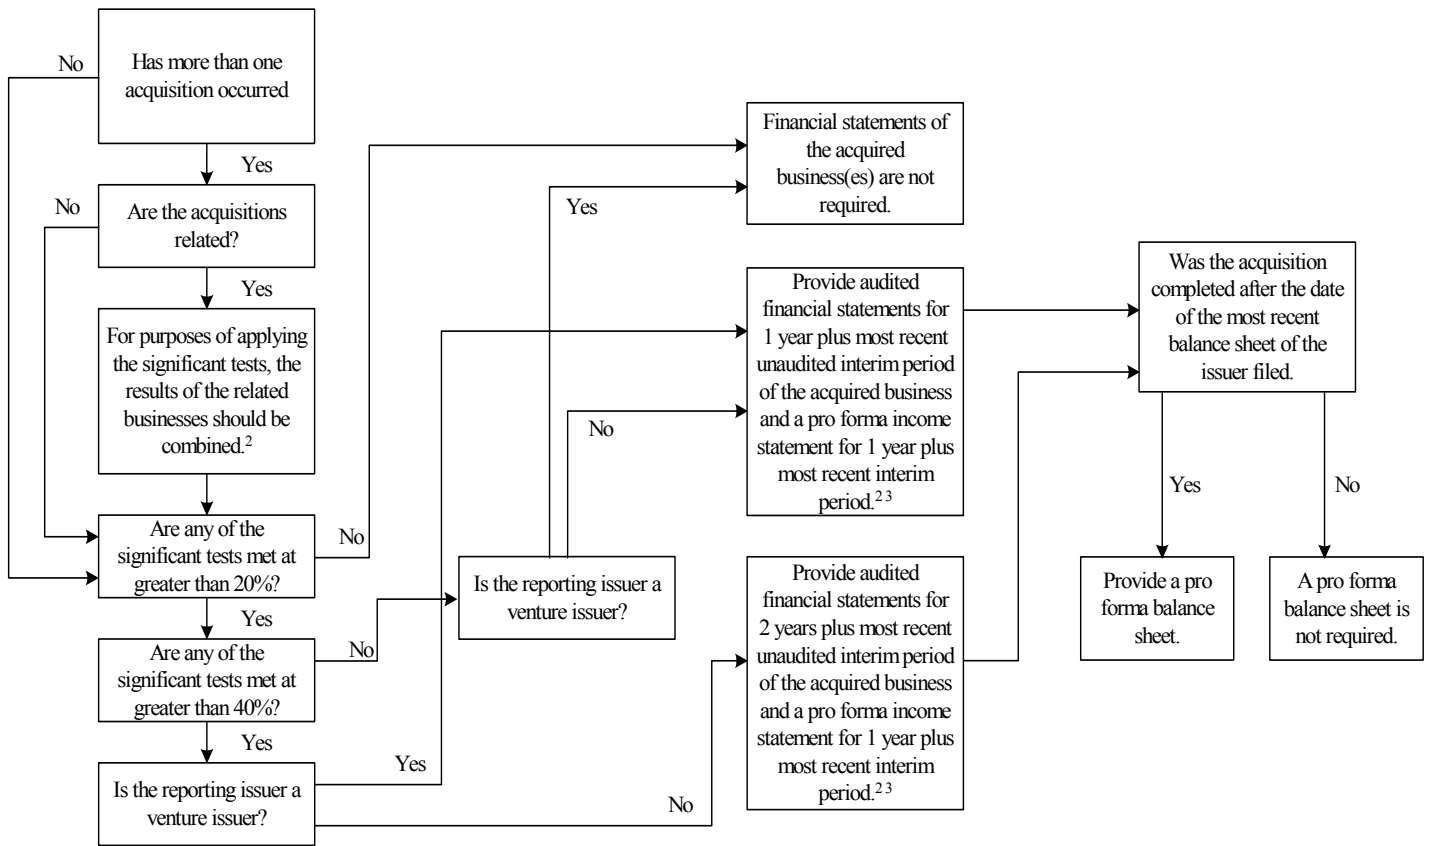 No
Has more than one
acquisition occurred
Yes
No
Are the acquisitions
related?
Yes
For purposes of applying
the significant tests, the
results of the related
businesses should be
combined.2
Are any of the
significant tests met at
greater than 20%?
No
Yes
Are any of the
significant tests met at
greater than 40%?
No
Yes
Is the reporting issuer a
venture issuer?
Yes
No
Is the reporting issuer a
venture issuer?
Yes
No
Financial statements of
the acquired
business(es) are not
required.
Provide audited
financial statements for
1 year plus most recent
unaudited interim period
of the acquired business
and a pro forma income
statement for 1 year plus
most recent interim
period.2 3
Provide audited
financial statements for
2 years plus most recent
unaudited interim period
of the acquired business
and a pro forma income
statement for 1 year plus
most recent interim
period.2 3
Was the acquisition
completed after the date
of the most recent
balance sheet of the
issuer filed.
Yes
No
Provide a pro
forma balance
sheet.
A pro forma
balance sheet is
not required.